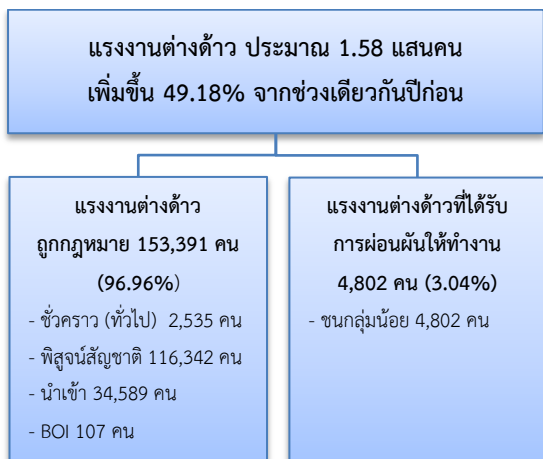 แรงงานต่างด้าว ประมาณ 1.58 แสนคน
เพิ่มขึ้น 49.18% จากช่วงเดียวกันปีก่อน
แรงงานต่างด้าว
ถูกกฎหมาย 153,391 คน
(96.96%)
- ชั่วคราว (ทั่วไป) 2,535 คน
- พิสูจน์สัญชาติ 116,342 คน
- นำเข้า 34,589 คน
- BOI 107 คน
แรงงานต่างด้าวที่ได้รับ
การผ่อนผันให้ทำงาน
4,802 คน (3.04%)
- ชนกลุ่มน้อย 4,802 คน